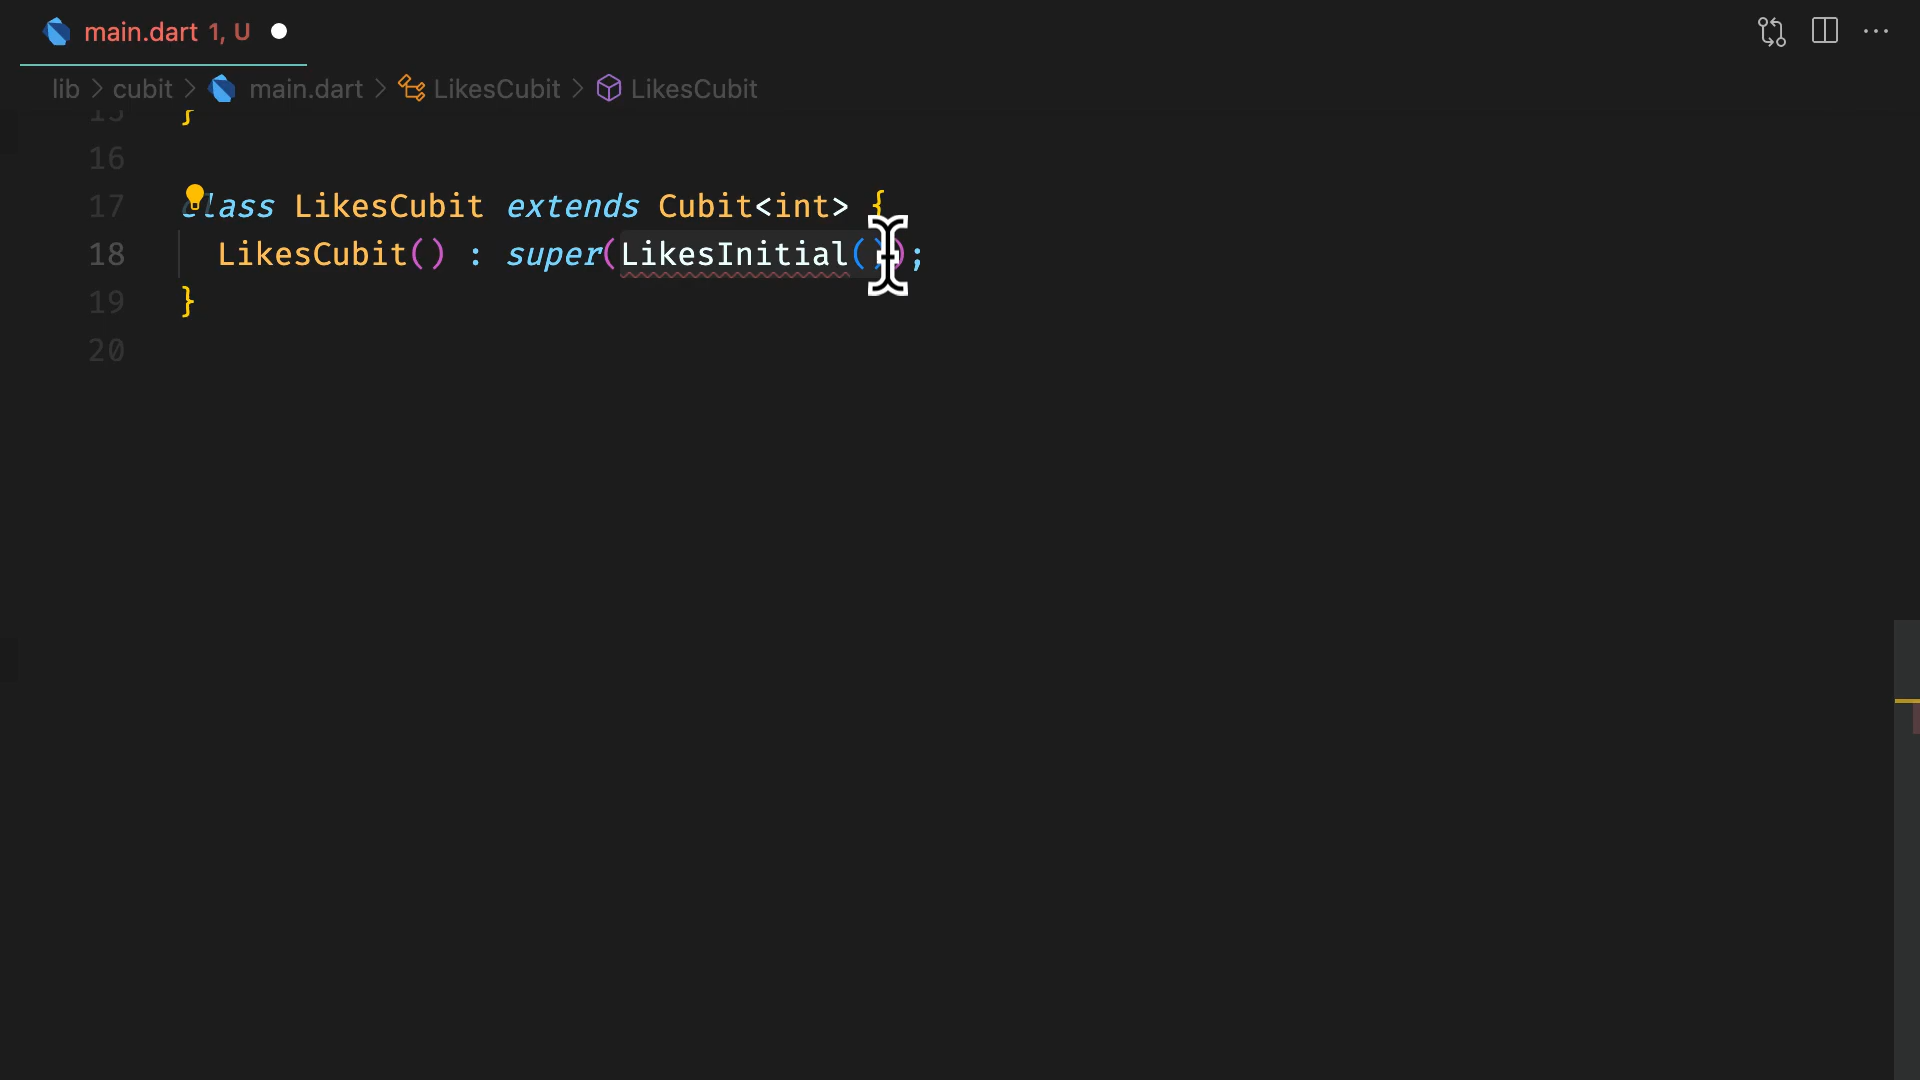 main.dart 1, U
lib > cubit > main.dart > LikesCubit > LikesCubit
15 }
16
17 class LikesCubit extends Cubit<int> {
18 LikesCubit() : super(LikesInitial());
19 }
20